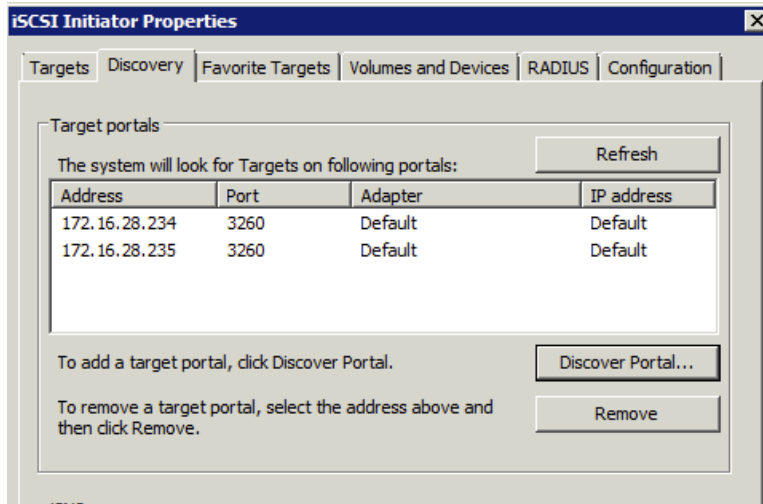 iSCSI Initiator Properties
Targets Discovery Favorite Targets Volumes and Devices RADIUS Configuration
Target portals
Refresh
The system will look for Targets on following portals:
Address Port Adapter IP address
172.16.28.234 3260 Default Default
172.16.28.235 3260 Default Default
To add a target portal, click Discover Portal.
Discover Portal...
To remove a target portal, select the address above and
then click Remove.
Remove